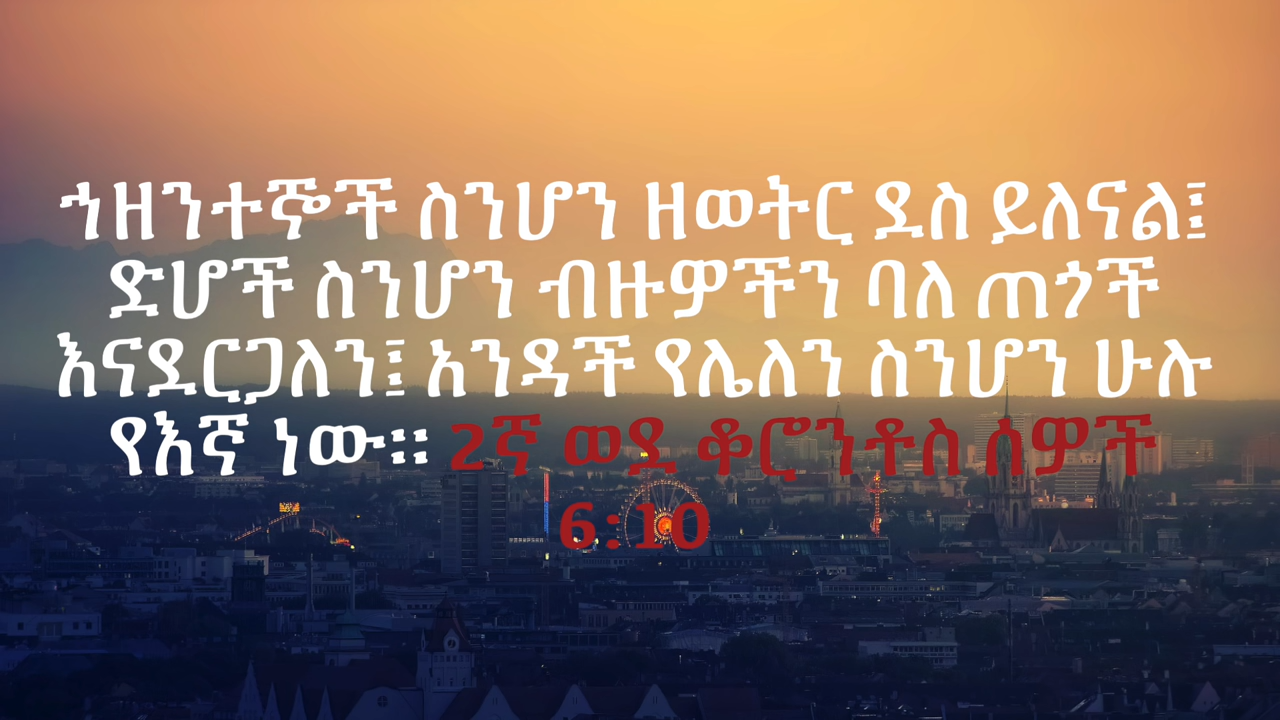 ኀዘንተኞች ስንሆን ዘወትር ደስ ይለናል፤
ድሆች ስንሆን ብዙዎችን ባለ ጠጎች
እናደርጋለን፤ አንዳች የሌለን ስንሆን ሁሉ
የእኛ ነው። 2ኛ ወደ ቆሮንቶስ ሰዎች
6:10